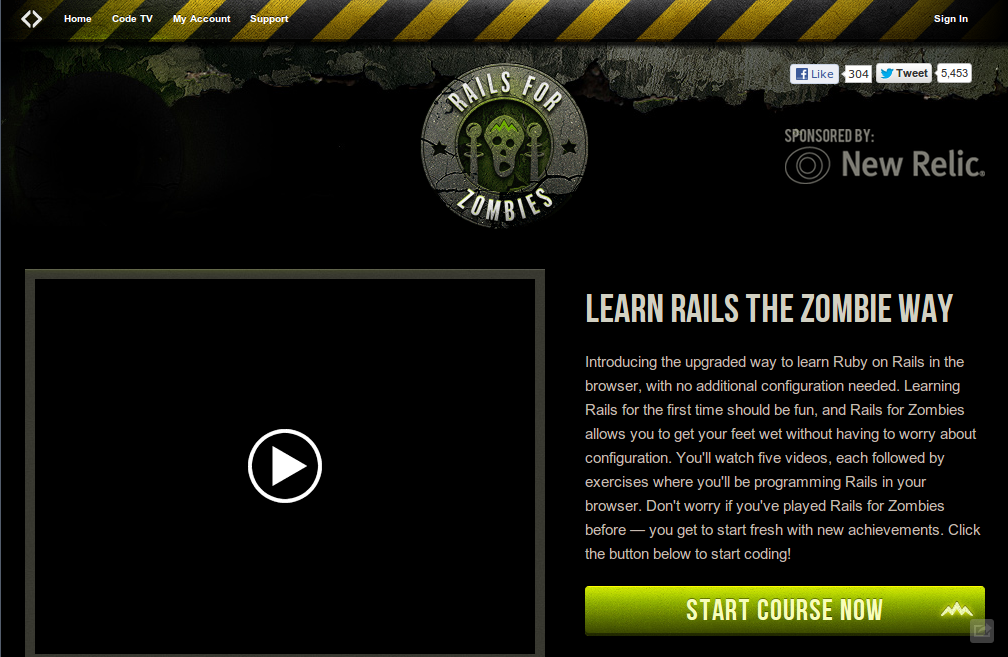 Home Code TV My Account Support Sign In
Like 304 Tweet 5,453
RAILS FOR
ZOMBIES
SPONSORED BY:
New Relic.
LEARN RAILS THE ZOMBIE WAY
Introducing the upgraded way to learn Ruby on Rails in the
browser, with no additional configuration needed. Learning
Rails for the first time should be fun, and Rails for Zombies
allows you to get your feet wet without having to worry about
configuration. You'll watch five videos, each followed by
exercises where you'll be programming Rails in your
browser. Don't worry if you've played Rails for Zombies
before — you get to start fresh with new achievements. Click
the button below to start coding!
START COURSE NOW